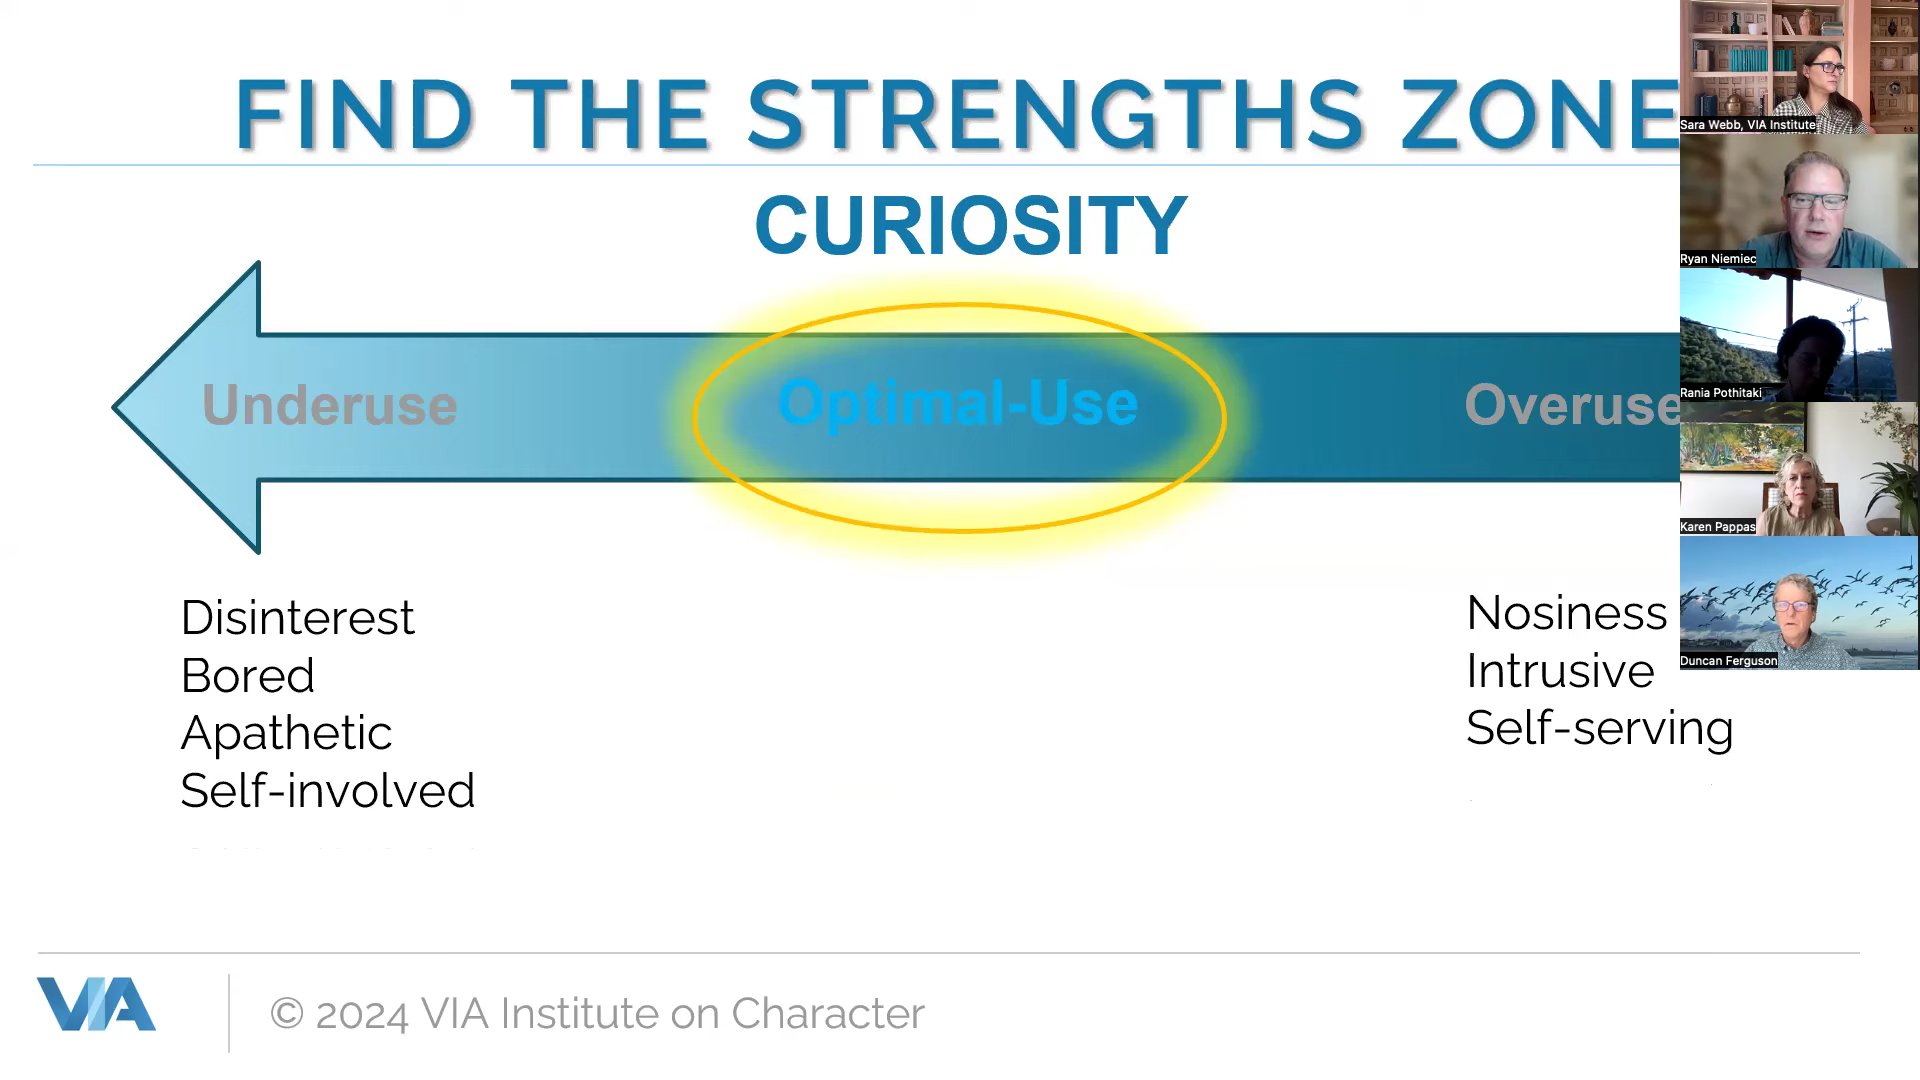 FIND THE STRENGTHS ZONE
CURIOSITY
Underuse
Optimal-Use
Overuse
Disinterest
Bored
Apathetic
Self-involved
Nosiness
Intrusive
Self-serving
Sara Webb, VIA Institute
Ryan Niemiec
Rania Pothitaki
Karen Pappas
Duncan Ferguson
VIA
© 2024 VIA Institute on Character